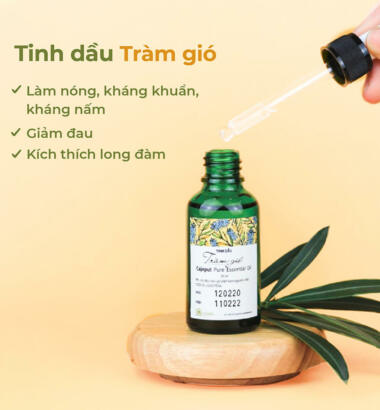 Tinh dầu Tràm gió
Làm nóng, kháng khuẩn,
kháng nấm
Giảm đau
Kích thích long đàm
Tràm gió
Cajeput Pure Essential Oil
120220
110222